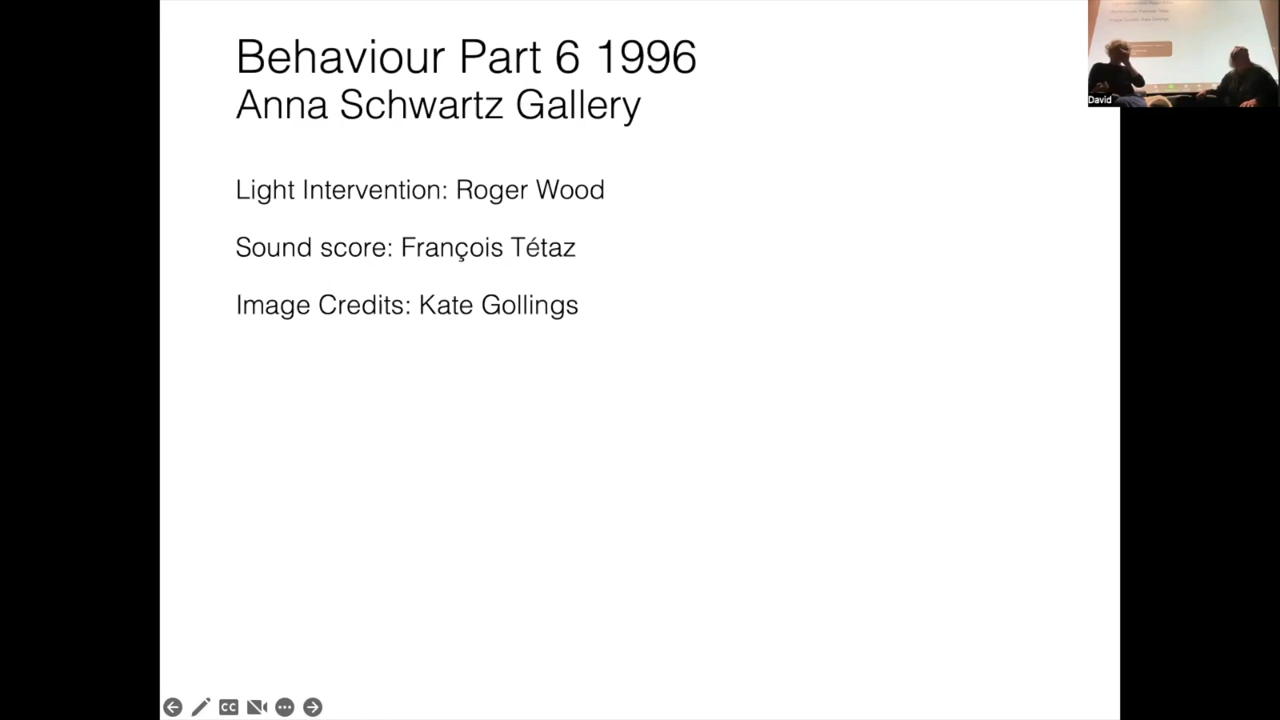 Behaviour Part 6 1996
Anna Schwartz Gallery
Light Intervention: Roger Wood
Sound score: François Tétaz
Image Credits: Kate Gollings
David
CC